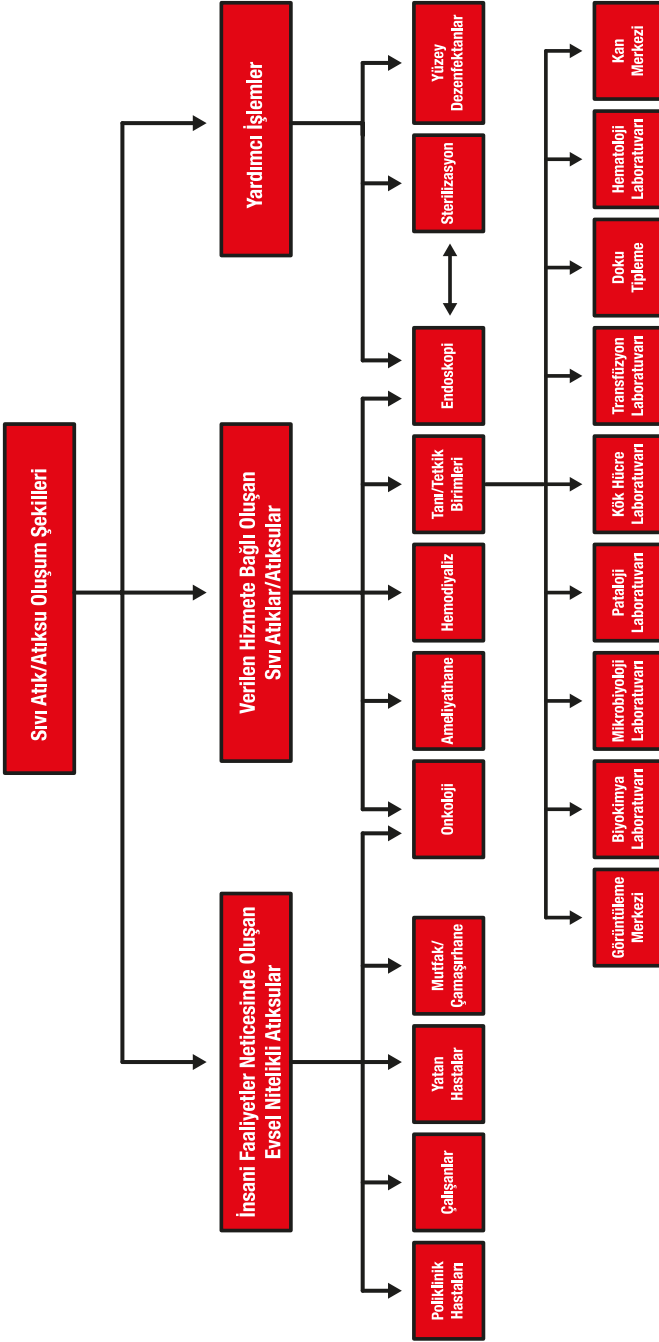 Sıvı Atık/Atıksu Oluşum Şekilleri
İnsani Faaliyetler Neticesinde Oluşan
Evsel Nitelikli Atıksular
Verilen Hizmete Bağlı Oluşan
Sıvı Atıklar/Atıksular
Yardımcı İşlemler
Poliklinik
Hastaları
Çalışanlar
Yatan
Hastalar
Mutfak/
Çamaşırhane
Onkoloji
Ameliyathane
Hemodiyaliz
Tanı/Tetkik
Birimleri
Endoskopi
Sterilizasyon
Yüzey
Dezenfektanlar
Görüntüleme
Merkezi
Biyokimya
Laboratuvarı
Mikrobiyoloji
Laboratuvarı
Pataloji
Laboratuvarı
Kök Hücre
Laboratuvarı
Transfüzyon
Laboratuvarı
Doku
Tipleme
Hematoloji
Laboratuvarı
Kan
Merkezi